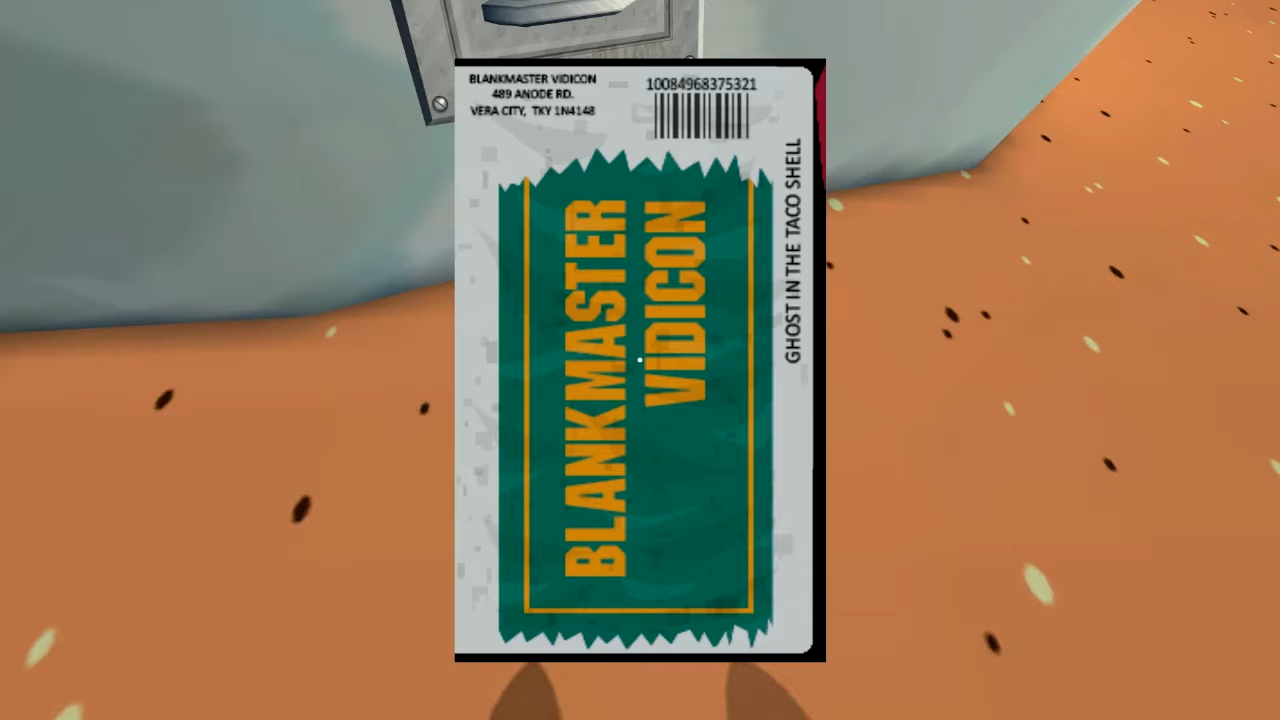 BLANKMASTER VIDICON
489 ANODE RD.
VERA CITY, TKY 1N4148
10084968375321
GHOST IN THE TACO SHELL
BLANKMASTER
VIDICON